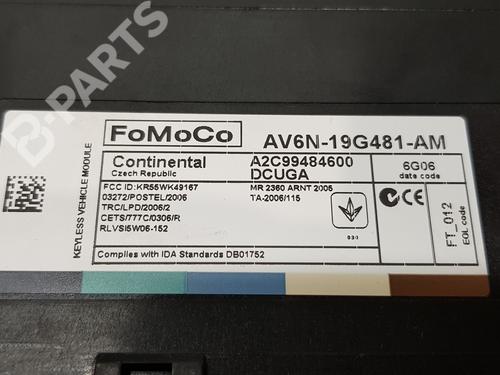 B-PARTS
FoMoCo
AV6N-19G481-AM
KEYLESS VEHICLE MODULE
Continental
Czech Republic
A2C99484600
DCUGA
6G06
date code
FCC ID:KR55WK49167
03272/POSTEL/2006
TRC/LPD/2006/2
CETS/777C/0306/R
RLVSI5W06-152
MR 2360 ARNT 2005
TA-2006/115
CE
FT_012
EOL code
Complies with IDA Standards DB01752